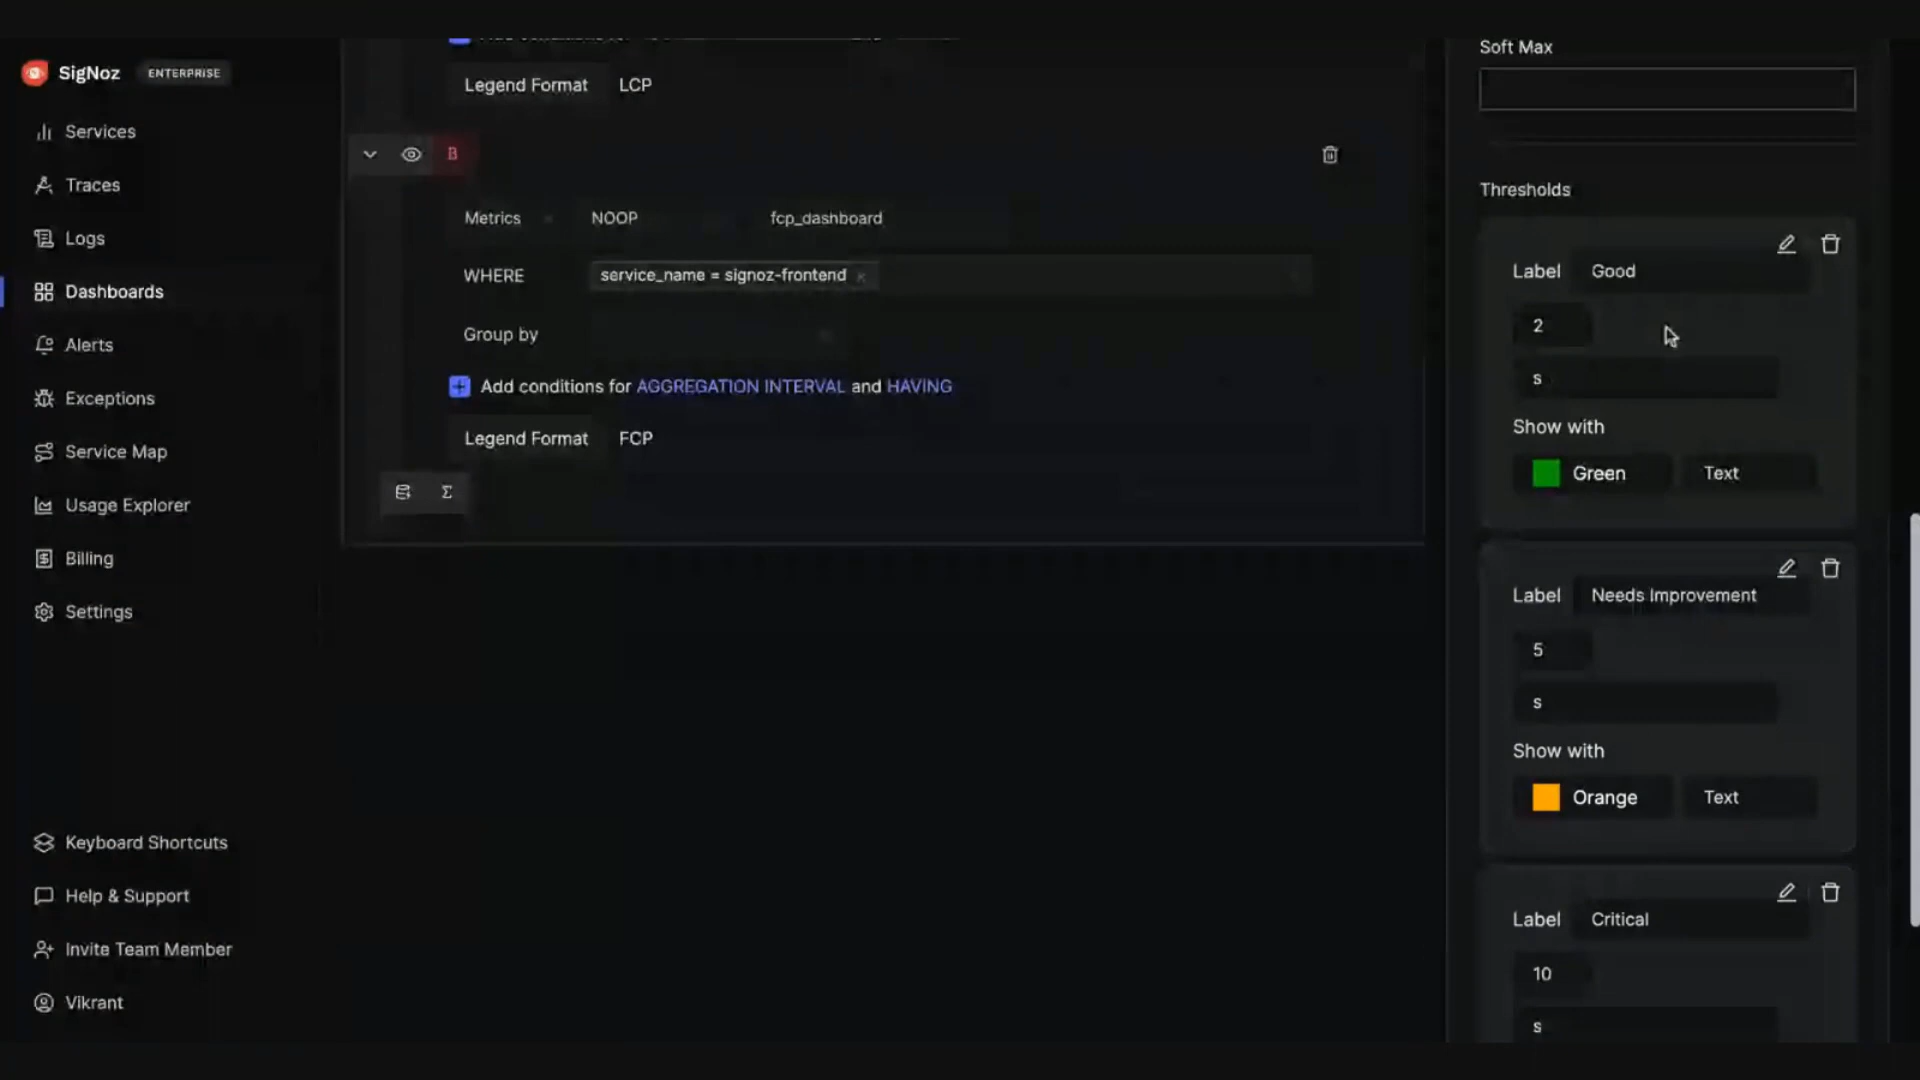 SigNoz ENTERPRISE
Services
Traces
Logs
Dashboards
Alerts
Exceptions
Service Map
Usage Explorer
Billing
Settings
Keyboard Shortcuts
Help & Support
Invite Team Member
Vikrant
Legend Format LCP
B
Metrics NOOP fcp_dashboard
WHERE service_name = signoz-frontend ×
Group by
Add conditions for AGGREGATION INTERVAL and HAVING
Legend Format FCP
Σ
Soft Max
Thresholds
Label Good
2
s
Show with
Green Text
Label Needs Improvement
5
s
Show with
Orange Text
Label Critical
10
s